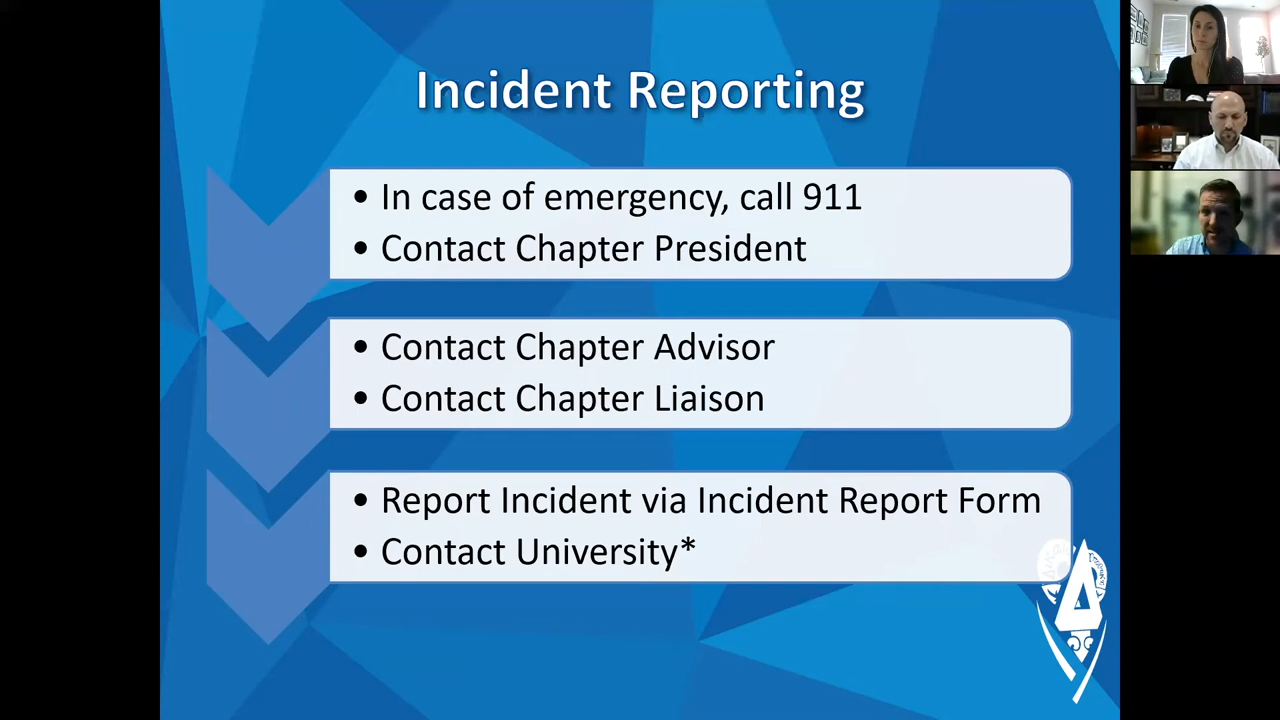 Incident Reporting
• In case of emergency, call 911
• Contact Chapter President
• Contact Chapter Advisor
• Contact Chapter Liaison
• Report Incident via Incident Report Form
• Contact University*
Δ